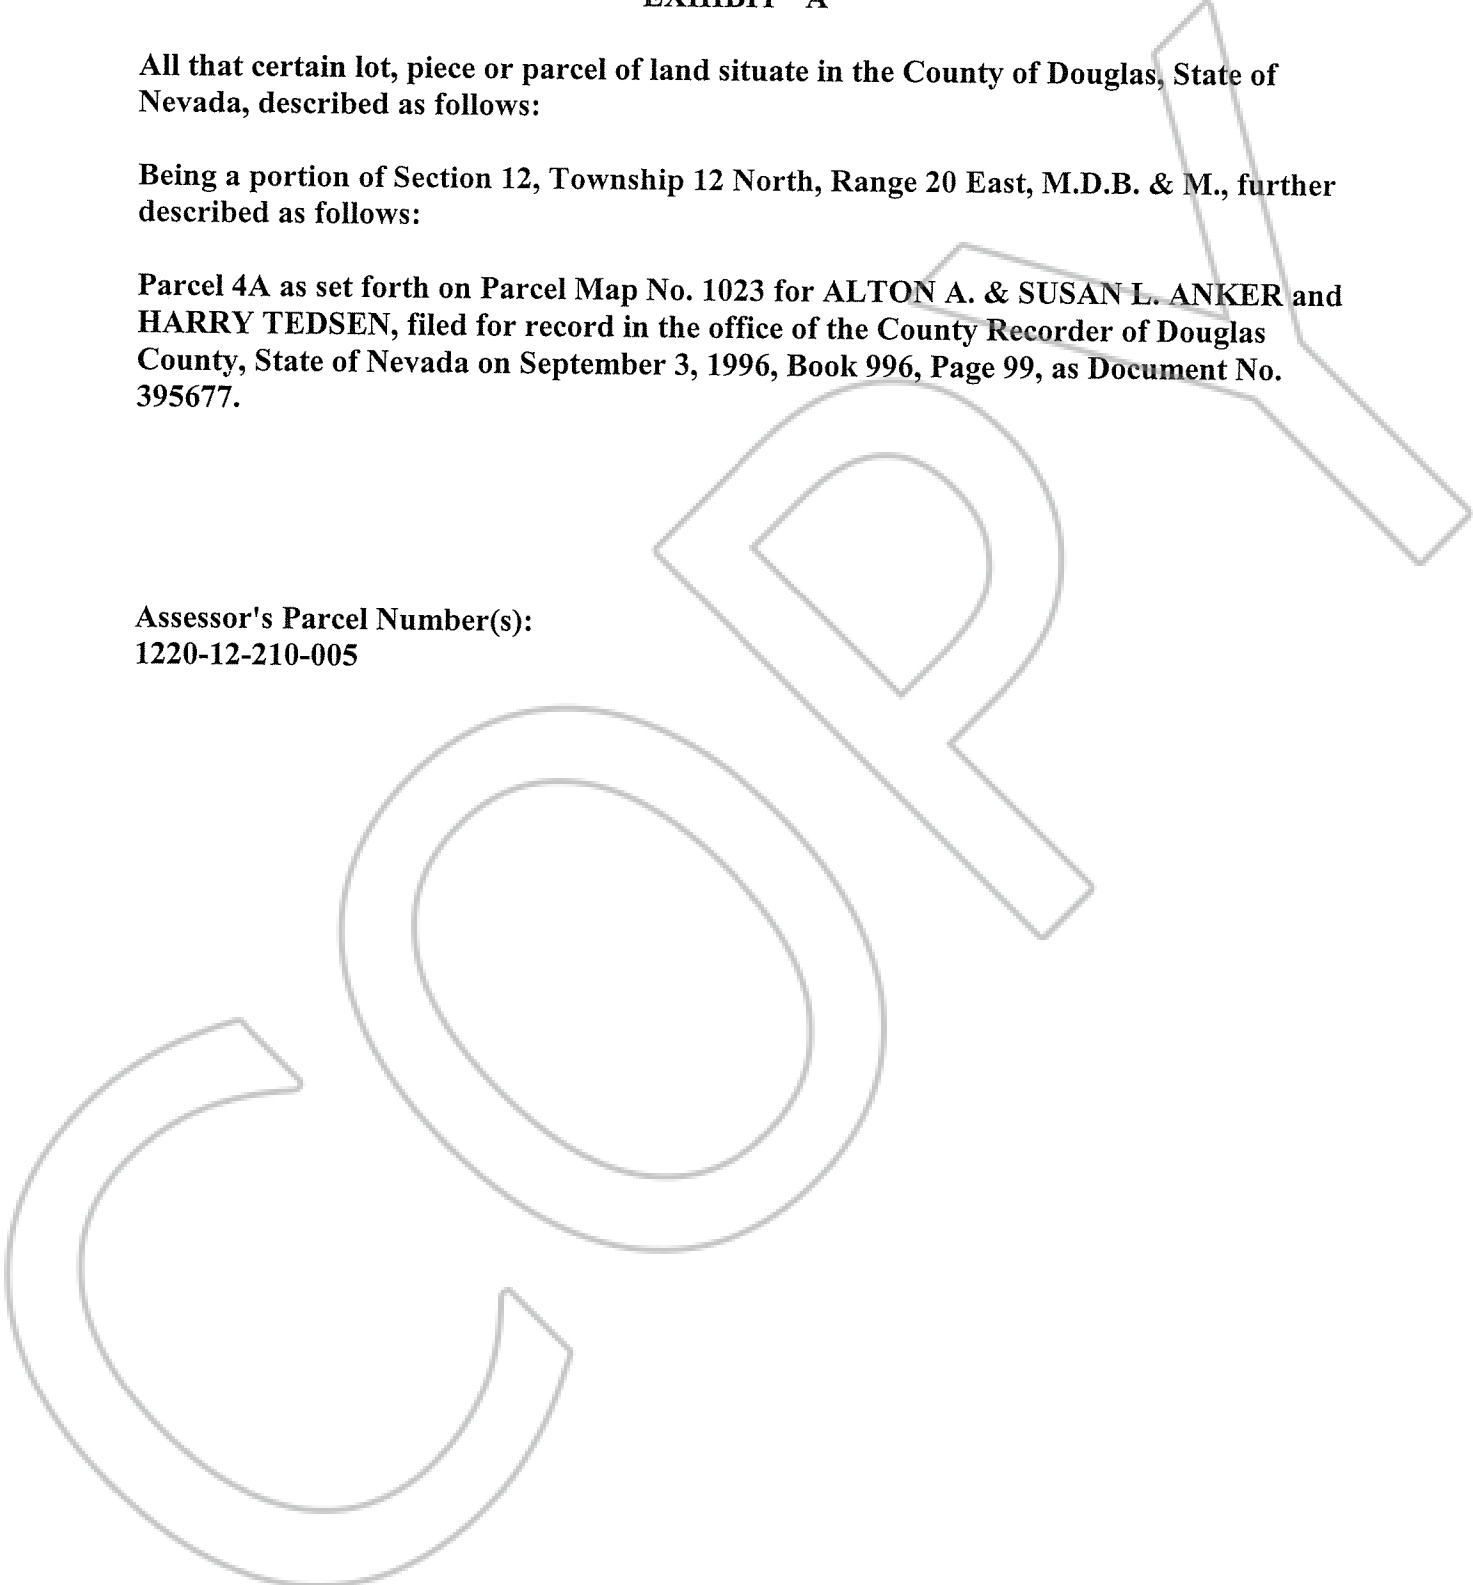 EXHIBIT "A"
All that certain lot, piece or parcel of land situate in the County of Douglas, State of
Nevada, described as follows:
Being a portion of Section 12, Township 12 North, Range 20 East, M.D.B. & M., further
described as follows:
Parcel 4A as set forth on Parcel Map No. 1023 for ALTON A. & SUSAN L. ANKER and
HARRY TEDSEN, filed for record in the office of the County Recorder of Douglas
County, State of Nevada on September 3, 1996, Book 996, Page 99, as Document No.
395677.
Assessor's Parcel Number(s):
1220-12-210-005
COPY